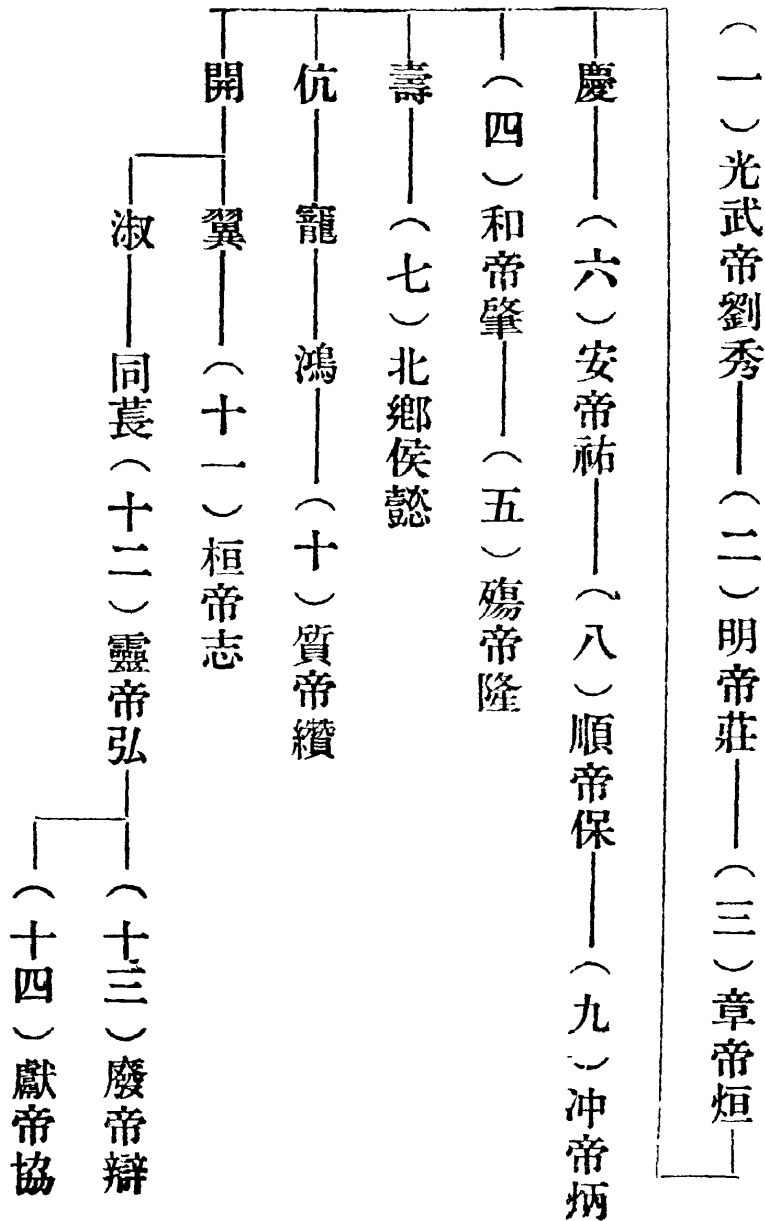 （一）光武帝劉秀（二）明帝莊（三）章帝烜
慶（六）安帝祐（八）順帝保（九）冲帝炳
（四）和帝肇（五）殤帝隆
壽（七）北鄉侯懿
伉寵鴻（十）質帝纘
開翼（十一）桓帝志
淑同萇（十二）靈帝弘（十三）廢帝辯
（十四）獻帝協